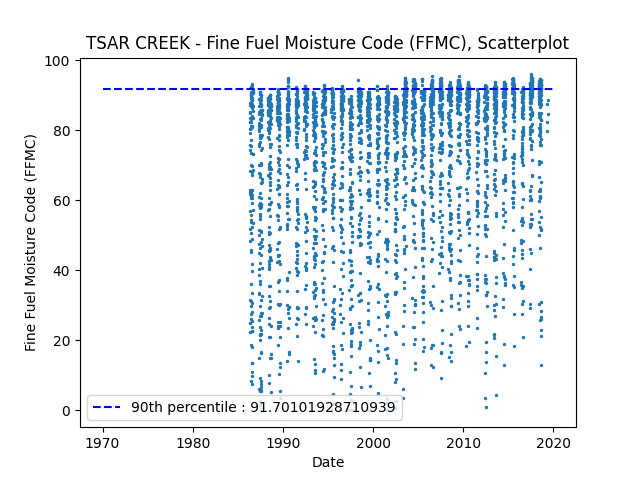 TSAR CREEK - Fine Fuel Moisture Code (FFMC), Scatterplot
Fine Fuel Moisture Code (FFMC)
100
80
60
40
20
0
90th percentile : 91.70101928710939
1970 1980 1990 2000 2010 2020
Date